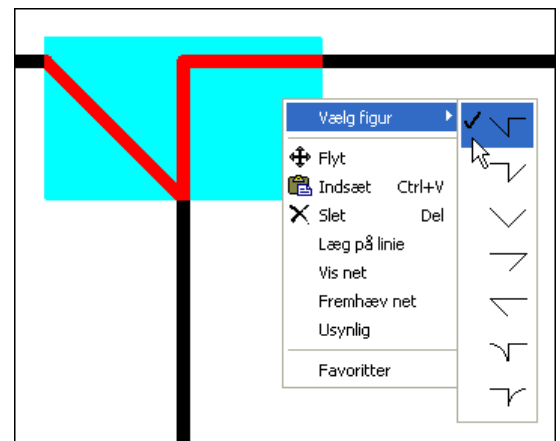 Vælg figur
Flyt
Indsæt Ctrl+V
Slet Del
Læg på linie
Vis net
Fremhæv net
Usynlig
Favoritter